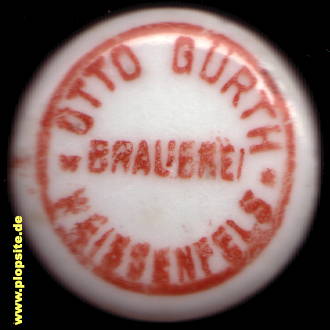 OTTO GÜRTH
* BRAUEREI *
WEISSENFELS
www.plopsite.de